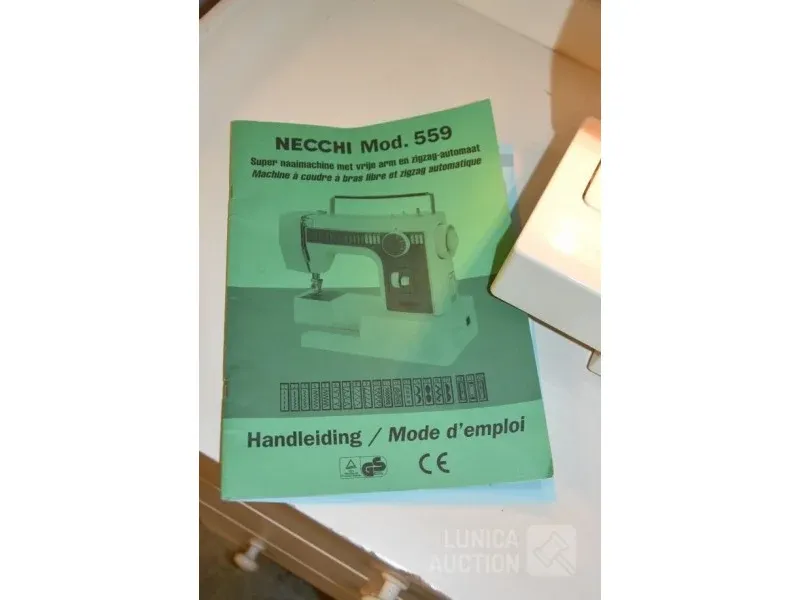 NECCHI Mod. 559
Super naaimachine met vrije arm en zigzag-automaat
Machine à coudre à bras libre et zigzag automatique
Handleiding / Mode d'emploi
GS CE
LUNICA
AUCTION